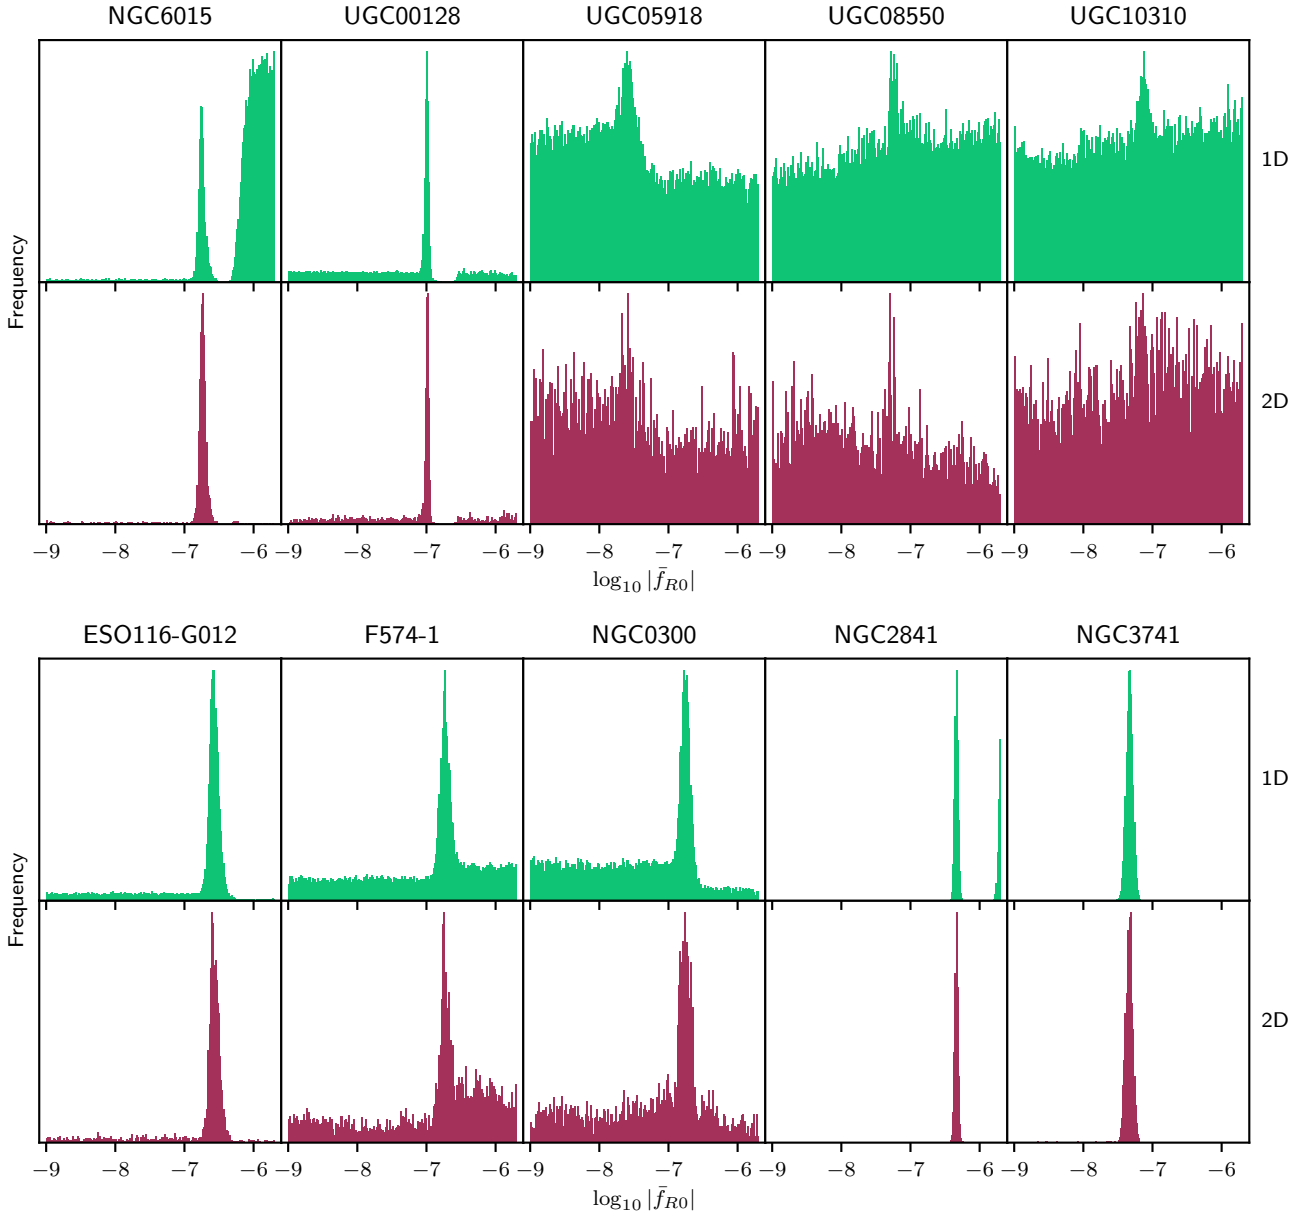 NGC6015 UGC00128 UGC05918 UGC08550 UGC10310
1D
Frequency
2D
−9 −8 −7 −6 −9 −8 −7 −6 −9 −8 −7 −6 −9 −8 −7 −6 −9 −8 −7 −6
log₁₀ |f̄_R0|
ESO116-G012 F574-1 NGC0300 NGC2841 NGC3741
1D
Frequency
2D
−9 −8 −7 −6 −9 −8 −7 −6 −9 −8 −7 −6 −9 −8 −7 −6 −9 −8 −7 −6
log₁₀ |f̄_R0|